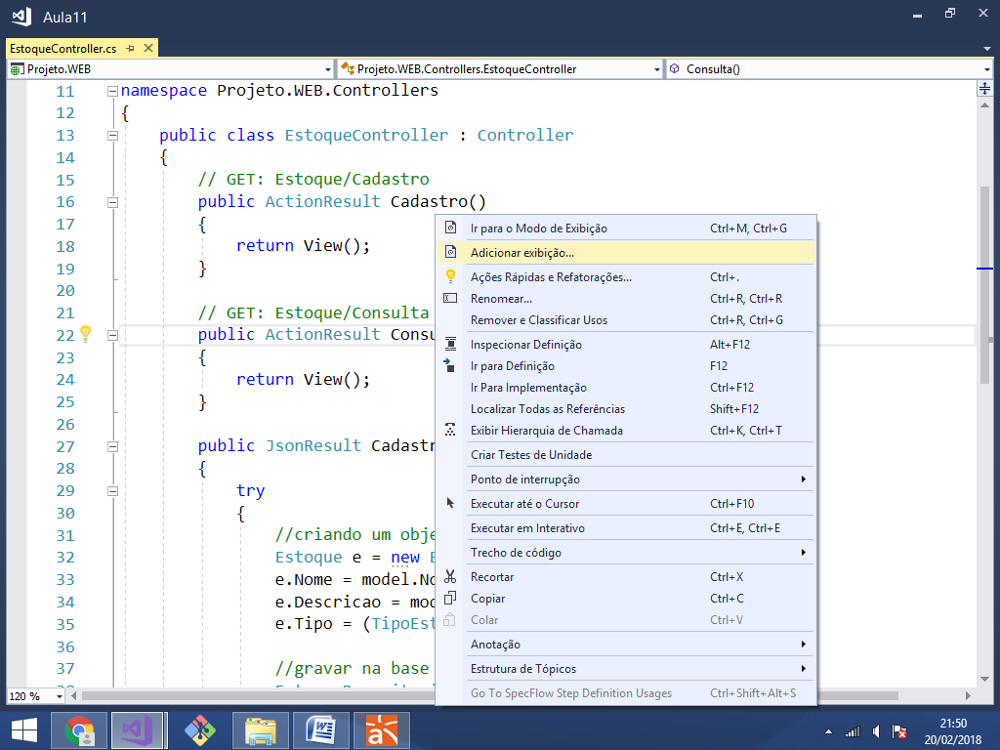 Aula11
EstoqueController.cs
Projeto.WEB
Projeto.WEB.Controllers.EstoqueController
Consulta()
11 namespace Projeto.WEB.Controllers
12 {
13 public class EstoqueController : Controller
14 {
15 // GET: Estoque/Cadastro
16 public ActionResult Cadastro()
17 {
18 return View();
19 }
20
21 // GET: Estoque/Consulta
22 public ActionResult Consu
23 {
24 return View();
25 }
26
27 public JsonResult Cadastr
28 {
29 try
30 {
31 //criando um obje
32 Estoque e = new E
33 e.Nome = model.No
34 e.Descricao = mod
35 e.Tipo = (TipoEst
36
37 //gravar na base
Ir para o Modo de Exibição Ctrl+M, Ctrl+G
Adicionar exibição...
Ações Rápidas e Refatorações... Ctrl+.
Renomear... Ctrl+R, Ctrl+R
Remover e Classificar Usos Ctrl+R, Ctrl+G
Inspecionar Definição Alt+F12
Ir para Definição F12
Ir Para Implementação Ctrl+F12
Localizar Todas as Referências Shift+F12
Exibir Hierarquia de Chamada Ctrl+K, Ctrl+T
Criar Testes de Unidade
Ponto de interrupção
Executar até o Cursor Ctrl+F10
Executar em Interativo Ctrl+E, Ctrl+E
Trecho de código
Recortar Ctrl+X
Copiar Ctrl+C
Colar Ctrl+V
Anotação
Estrutura de Tópicos
Go To SpecFlow Step Definition Usages Ctrl+Shift+Alt+S
120 %
21:50
20/02/2018